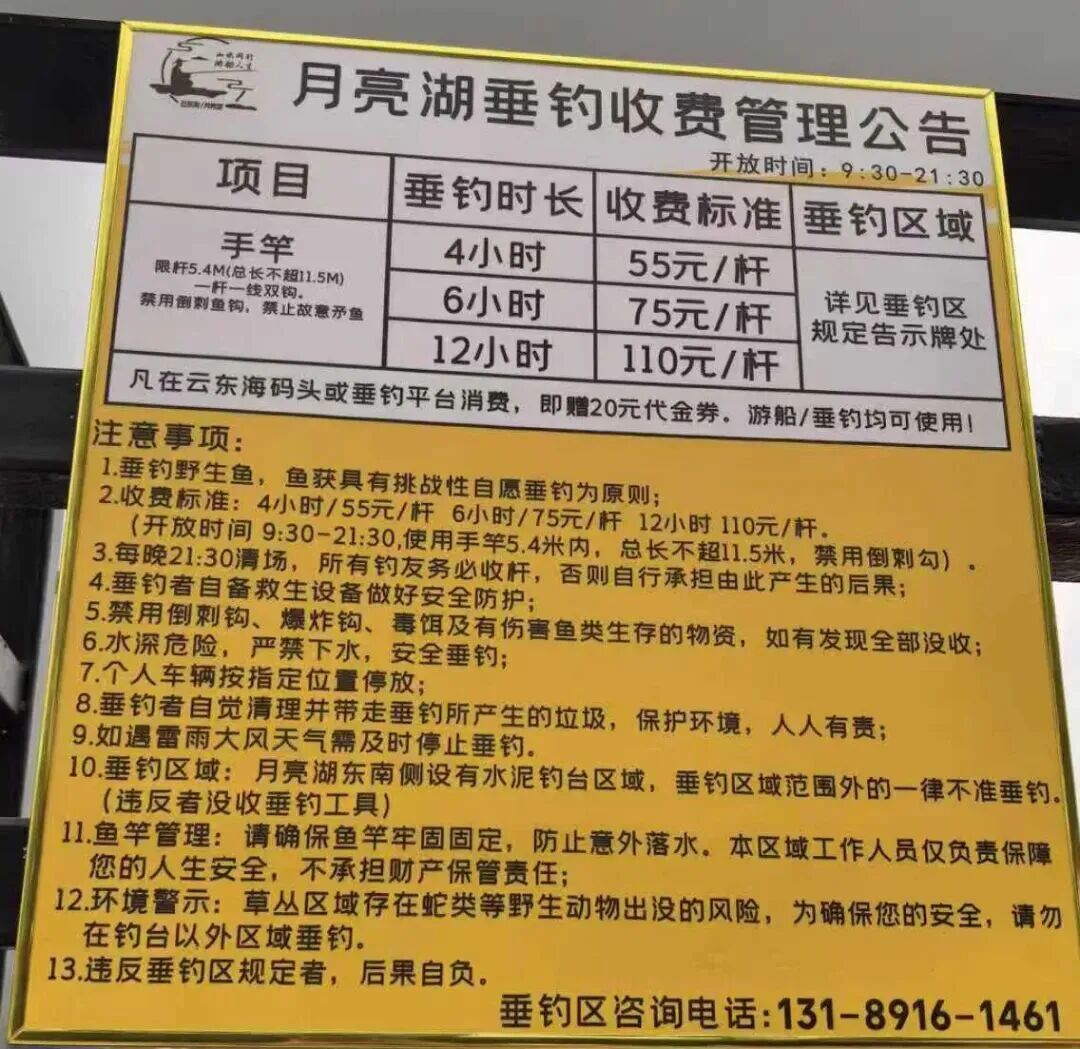 山水同行
游船人生
云东海/月亮湖
月亮湖垂钓收费管理公告
开放时间：9:30-21:30
项目 垂钓时长 收费标准 垂钓区域
手竿
限杆5.4M(总长不超11.5M)
一杆一线双钩。
禁用倒刺鱼钩，禁止故意矛鱼
4小时 55元/杆
6小时 75元/杆
12小时 110元/杆
详见垂钓区
规定告示牌处
凡在云东海码头或垂钓平台消费，即赠20元代金券。游船/垂钓均可使用！
注意事项：
1.垂钓野生鱼，鱼获具有挑战性自愿垂钓为原则；
2.收费标准：4小时/55元/杆 6小时/75元/杆 12小时 110元/杆。
（开放时间 9:30-21:30,使用手竿5.4米内，总长不超11.5米，禁用倒刺勾）。
3.每晚21:30清场，所有钓友务必收杆，否则自行承担由此产生的后果；
4.垂钓者自备救生设备做好安全防护；
5.禁用倒刺钩、爆炸钩、毒饵及有伤害鱼类生存的物资，如有发现全部没收；
6.水深危险，严禁下水，安全垂钓；
7.个人车辆按指定位置停放；
8.垂钓者自觉清理并带走垂钓所产生的垃圾，保护环境，人人有责；
9.如遇雷雨大风天气需及时停止垂钓。
10.垂钓区域：月亮湖东南侧设有水泥钓台区域，垂钓区域范围外的一律不准垂钓。
（违反者没收垂钓工具）
11.鱼竿管理：请确保鱼竿牢固固定，防止意外落水。本区域工作人员仅负责保障
您的人生安全，不承担财产保管责任；
12.环境警示：草丛区域存在蛇类等野生动物出没的风险，为确保您的安全，请勿
在钓台以外区域垂钓。
13.违反垂钓区规定者，后果自负。
垂钓区咨询电话:131-8916-1461